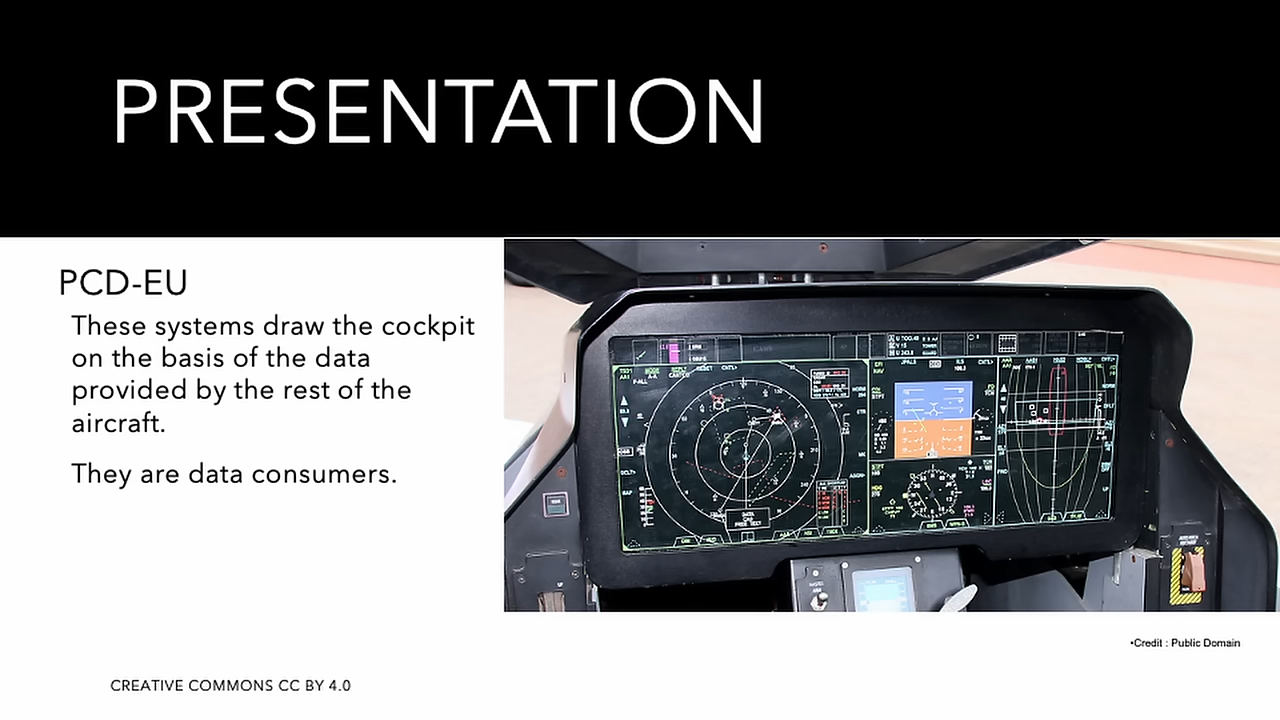 PRESENTATION
PCD-EU
These systems draw the cockpit
on the basis of the data
provided by the rest of the
aircraft.
They are data consumers.
•Credit : Public Domain
CREATIVE COMMONS CC BY 4.0